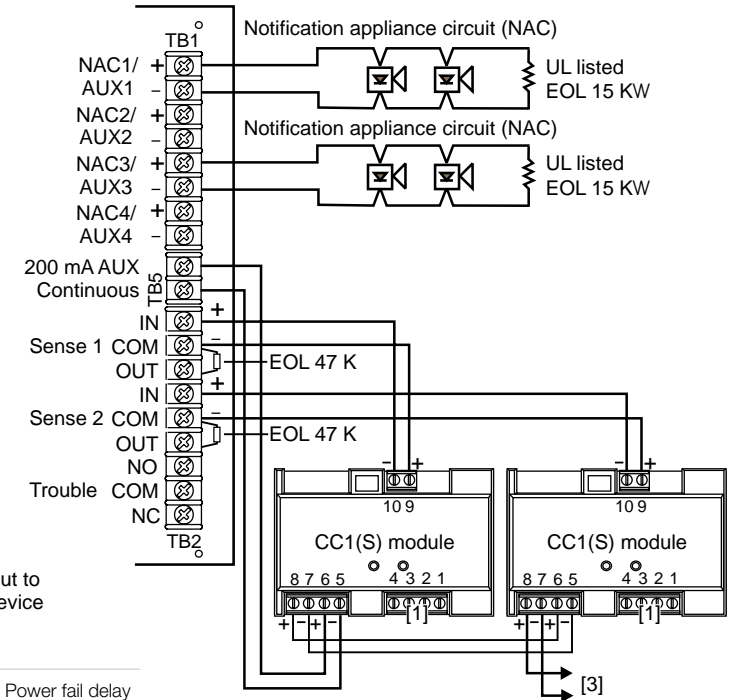 Notification appliance circuit (NAC)
TB1
NAC1/ +
AUX1 –
UL listed
EOL 15 KW
NAC2/ +
AUX2 –
Notification appliance circuit (NAC)
NAC3/ +
AUX3 –
UL listed
EOL 15 KW
NAC4/ +
AUX4 –
200 mA AUX
Continuous
TB5
+
IN
Sense 1 COM –
OUT
EOL 47 K
+
IN
Sense 2 COM –
OUT
EOL 47 K
NO
Trouble COM
NC
TB2
– +
10 9
CC1(S) module
8 7 6 5 4 3 2 1
[1]
+ – + –
– +
10 9
CC1(S) module
8 7 6 5 4 3 2 1
[1]
+ – + –
[3]
ut to
evice
Power fail delay